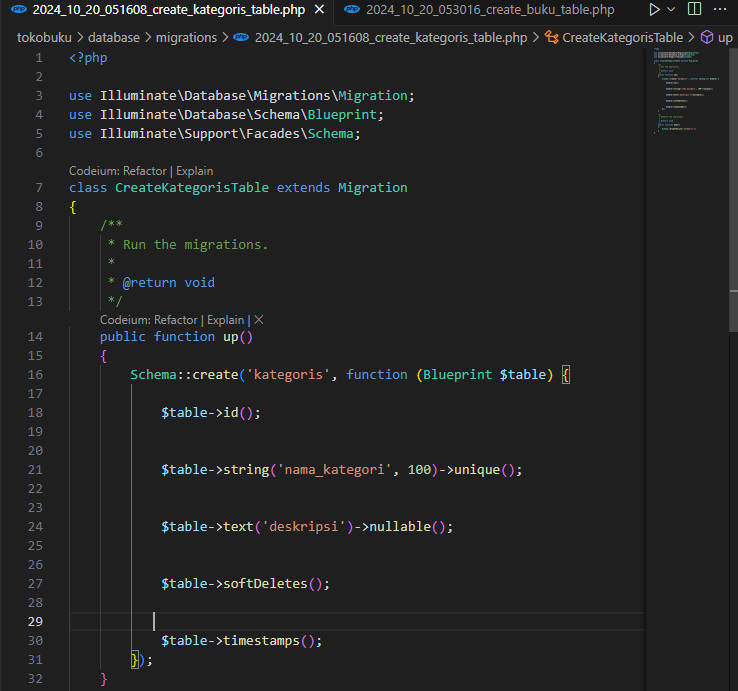 2024_10_20_051608_create_kategoris_table.php
2024_10_20_053016_create_buku_table.php
tokobuku > database > migrations > 2024_10_20_051608_create_kategoris_table.php > CreateKategorisTable > up
1 <?php
2
3 use Illuminate\Database\Migrations\Migration;
4 use Illuminate\Database\Schema\Blueprint;
5 use Illuminate\Support\Facades\Schema;
6
Codeium: Refactor | Explain
7 class CreateKategorisTable extends Migration
8 {
9 /**
10 * Run the migrations.
11 *
12 * @return void
13 */
Codeium: Refactor | Explain | ×
14 public function up()
15 {
16 Schema::create('kategoris', function (Blueprint $table) {
17
18 $table->id();
19
20
21 $table->string('nama_kategori', 100)->unique();
22
23
24 $table->text('deskripsi')->nullable();
25
26
27 $table->softDeletes();
28
29
30 $table->timestamps();
31 });
32 }